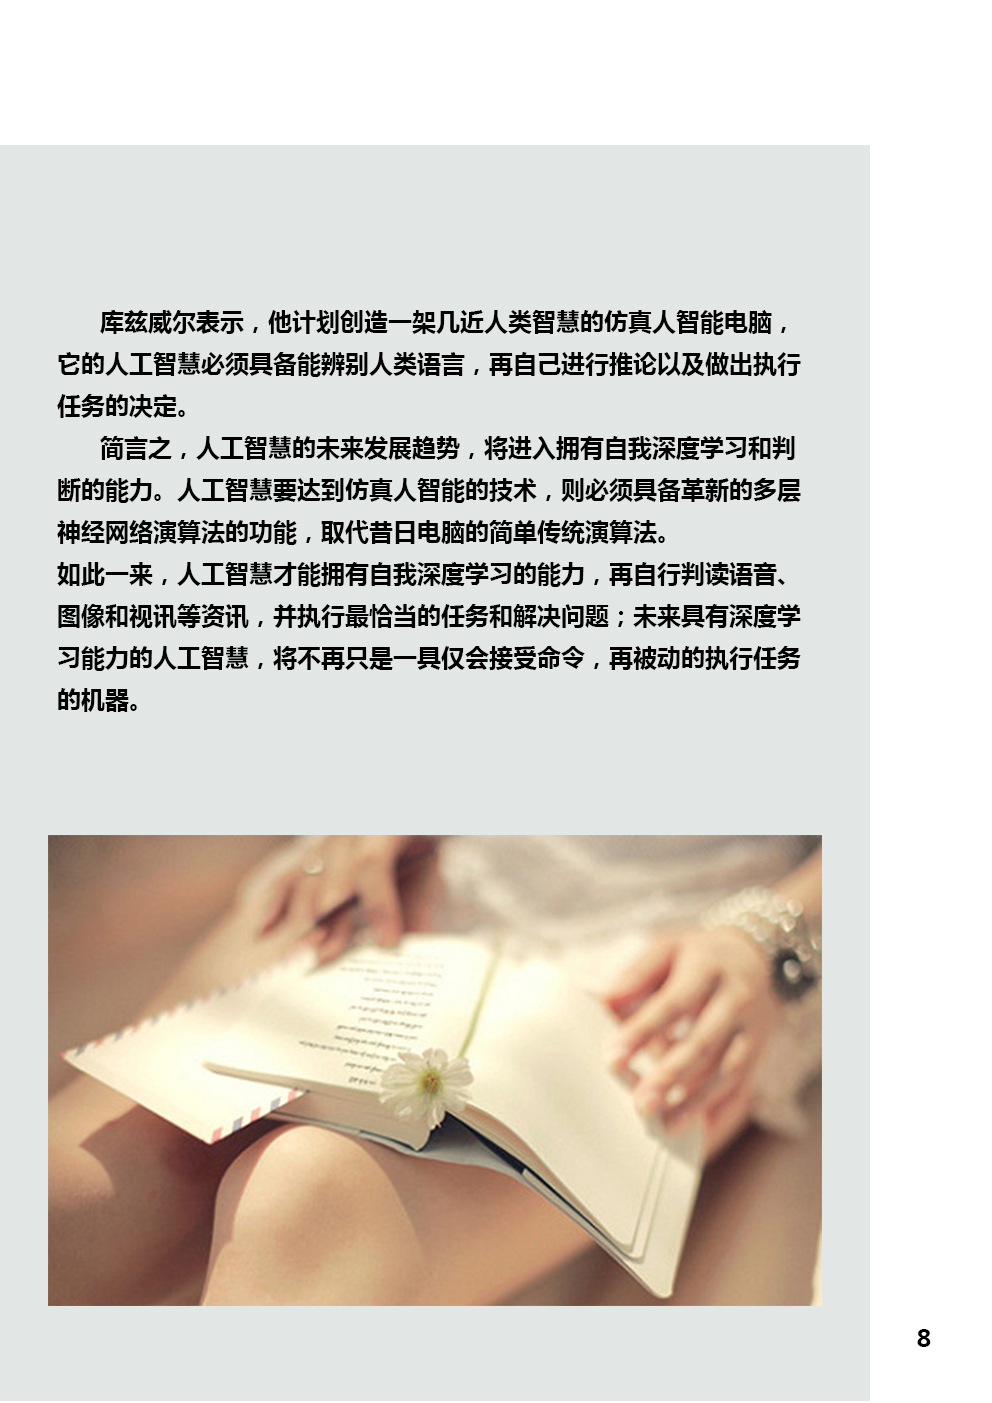 库兹威尔表示，他计划创造一架几近人类智慧的仿真人智能电脑，
它的人工智慧必须具备能辨别人类语言，再自己进行推论以及做出执行
任务的决定。
简言之，人工智慧的未来发展趋势，将进入拥有自我深度学习和判
断的能力。人工智慧要达到仿真人智能的技术，则必须具备革新的多层
神经网络演算法的功能，取代昔日电脑的简单传统演算法。
如此一来，人工智慧才能拥有自我深度学习的能力，再自行判读语音、
图像和视讯等资讯，并执行最恰当的任务和解决问题；未来具有深度学
习能力的人工智慧，将不再只是一具仅会接受命令，再被动的执行任务
的机器。
8